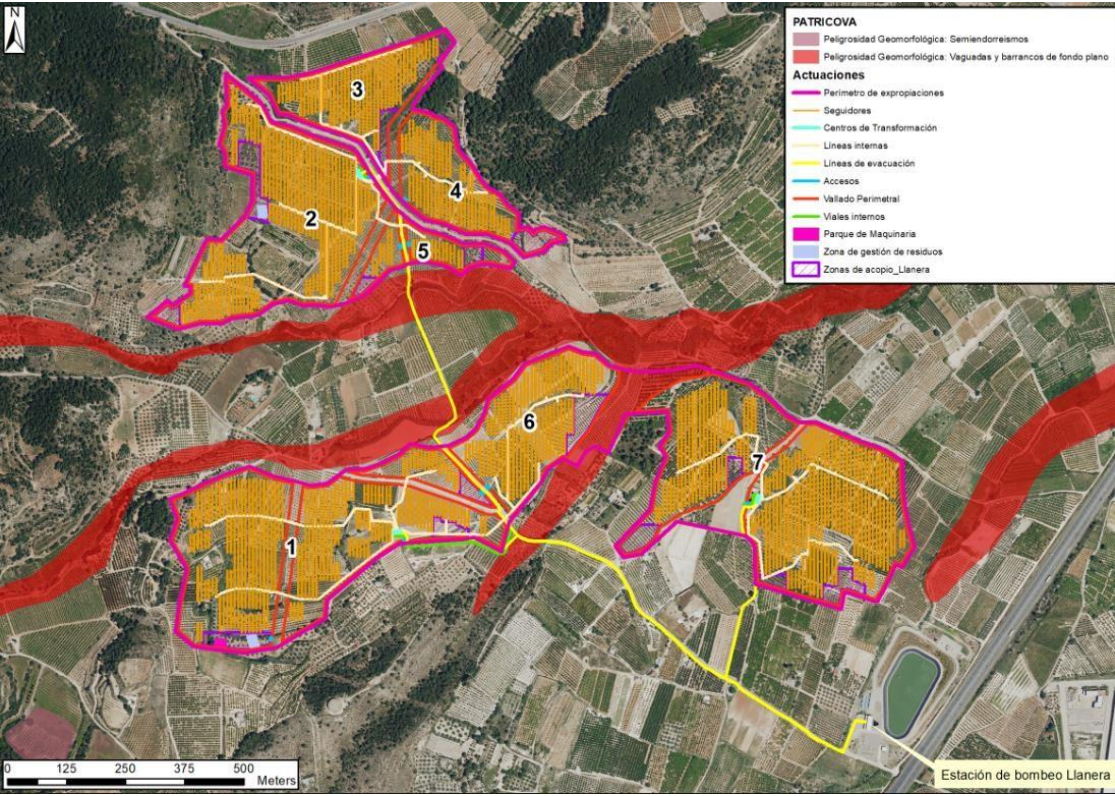 N
PATRICOVA
Peligrosidad Geomorfológica: Semiendorreismos
Peligrosidad Geomorfológica: Vaguadas y barrancos de fondo plano
Actuaciones
Perímetro de expropiaciones
Seguidores
Centros de Transformación
Líneas internas
Líneas de evacuación
Accesos
Vallado Perimetral
Viales internos
Parque de Maquinaria
Zona de gestión de residuos
Zonas de acopio_Llanera
3
4
2
5
6
7
1
0 125 250 375 500
Meters
Estación de bombeo Llanera